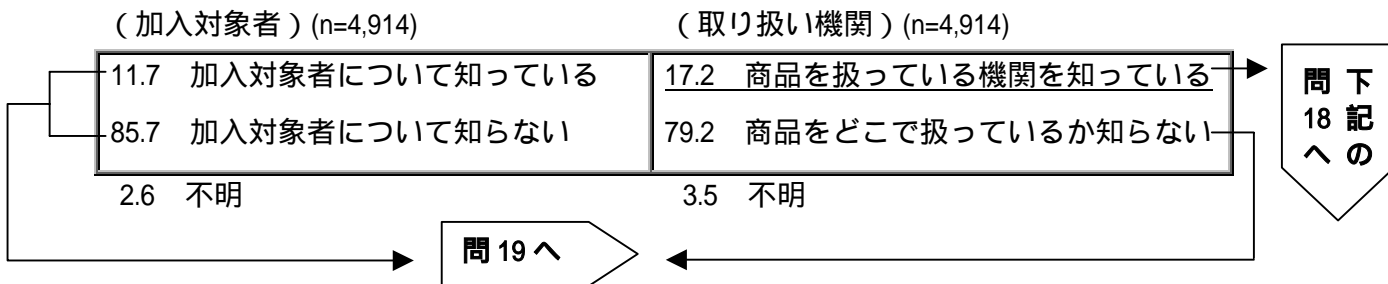 （加入対象者）(n=4,914)
（取り扱い機関）(n=4,914)
11.7 加入対象者について知っている
17.2 商品を扱っている機関を知っている
85.7 加入対象者について知らない
79.2 商品をどこで扱っているか知らない
2.6 不明
3.5 不明
下記の
問18へ
問19へ